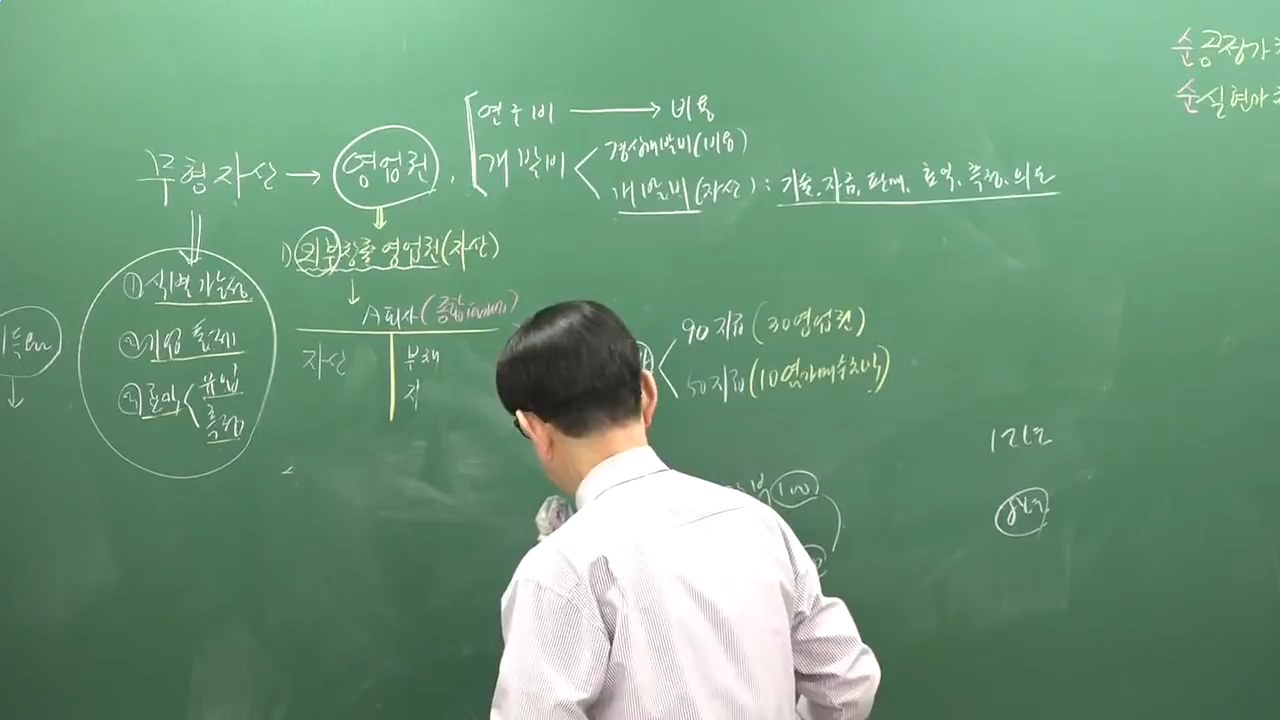 순공정가
순실현가
연구비 → 비용
무형자산 → 영업권, 개발비 < 경상개발비(비용)
개발비(자산) : 기술, 자금, 판매, 효익, 측정, 의도
1) 외부창출 영업권(자산)
① 식별가능성
② 기업통제
③ 효익 < 유입
측정
A회사
자산 부채
자
90지급 (30영업권)
50지급 (10염가매수차익)
100